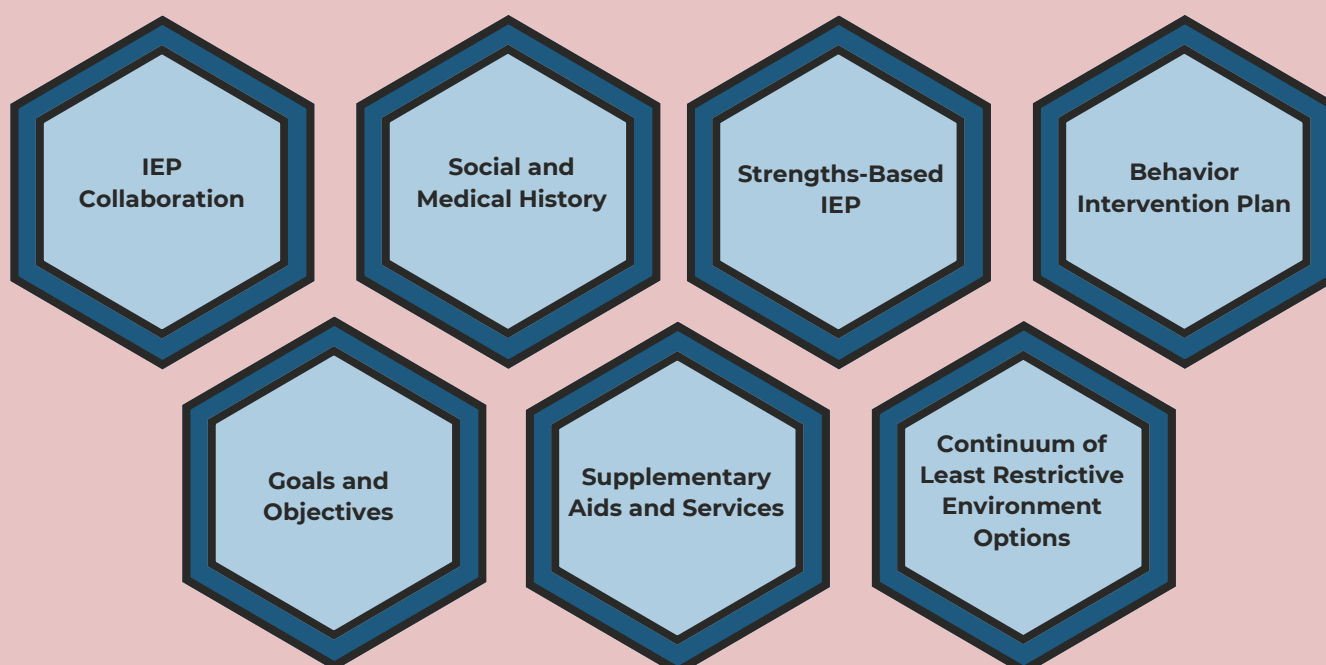 IEP
Collaboration
Social and
Medical History
Strengths-Based
IEP
Behavior
Intervention Plan
Goals and
Objectives
Supplementary
Aids and Services
Continuum of
Least Restrictive
Environment
Options